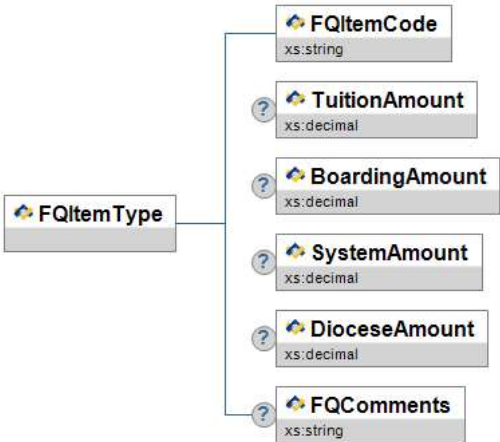 FQItemCode
xs:string
?
TuitionAmount
xs:decimal
?
BoardingAmount
xs:decimal
FQItemType
?
SystemAmount
xs:decimal
?
DioceseAmount
xs:decimal
?
FQComments
xs:string